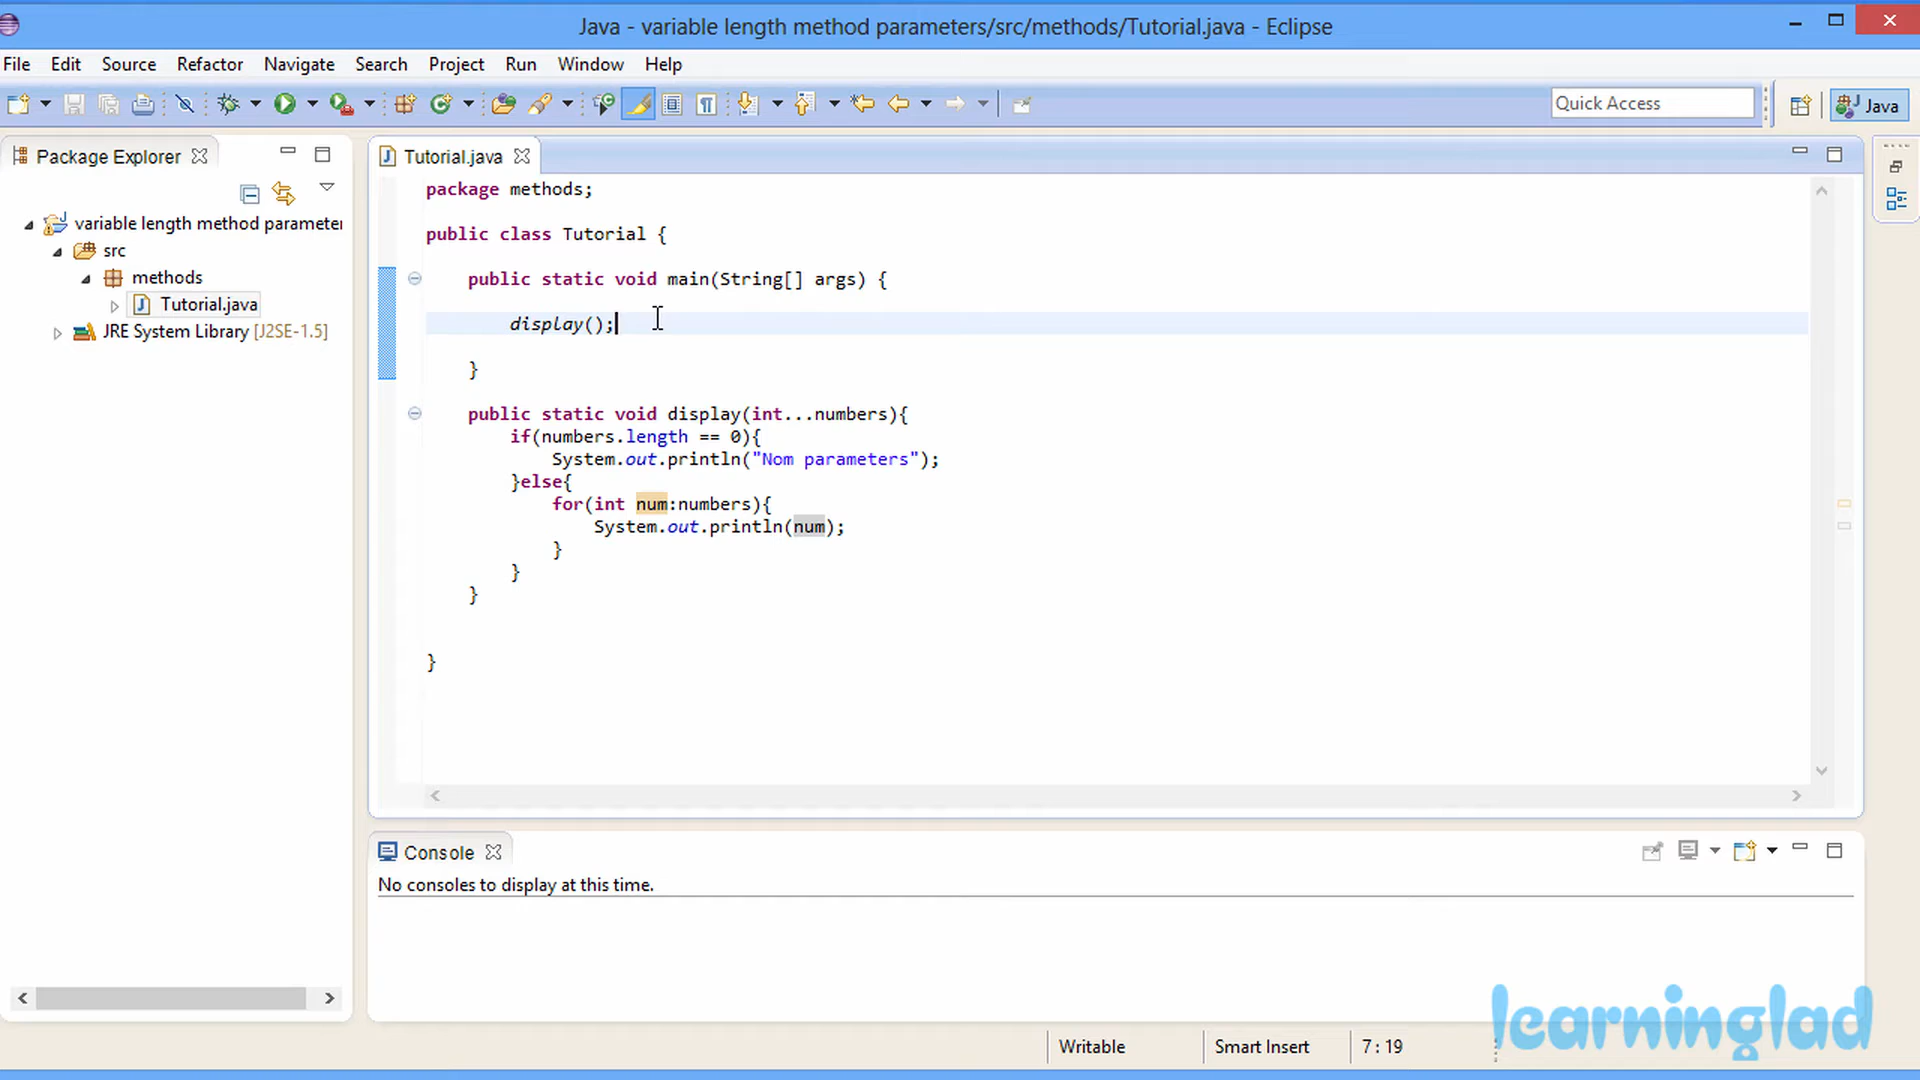 Java - variable length method parameters/src/methods/Tutorial.java - Eclipse
File Edit Source Refactor Navigate Search Project Run Window Help
Quick Access
Java
Package Explorer
variable length method parameter
src
methods
Tutorial.java
JRE System Library [J2SE-1.5]
Tutorial.java
package methods;
public class Tutorial {
public static void main(String[] args) {
display();
}
public static void display(int...numbers){
if(numbers.length == 0){
System.out.println("Nom parameters");
}else{
for(int num:numbers){
System.out.println(num);
}
}
}
}
Console
No consoles to display at this time.
learninglad
Writable Smart Insert 7 : 19